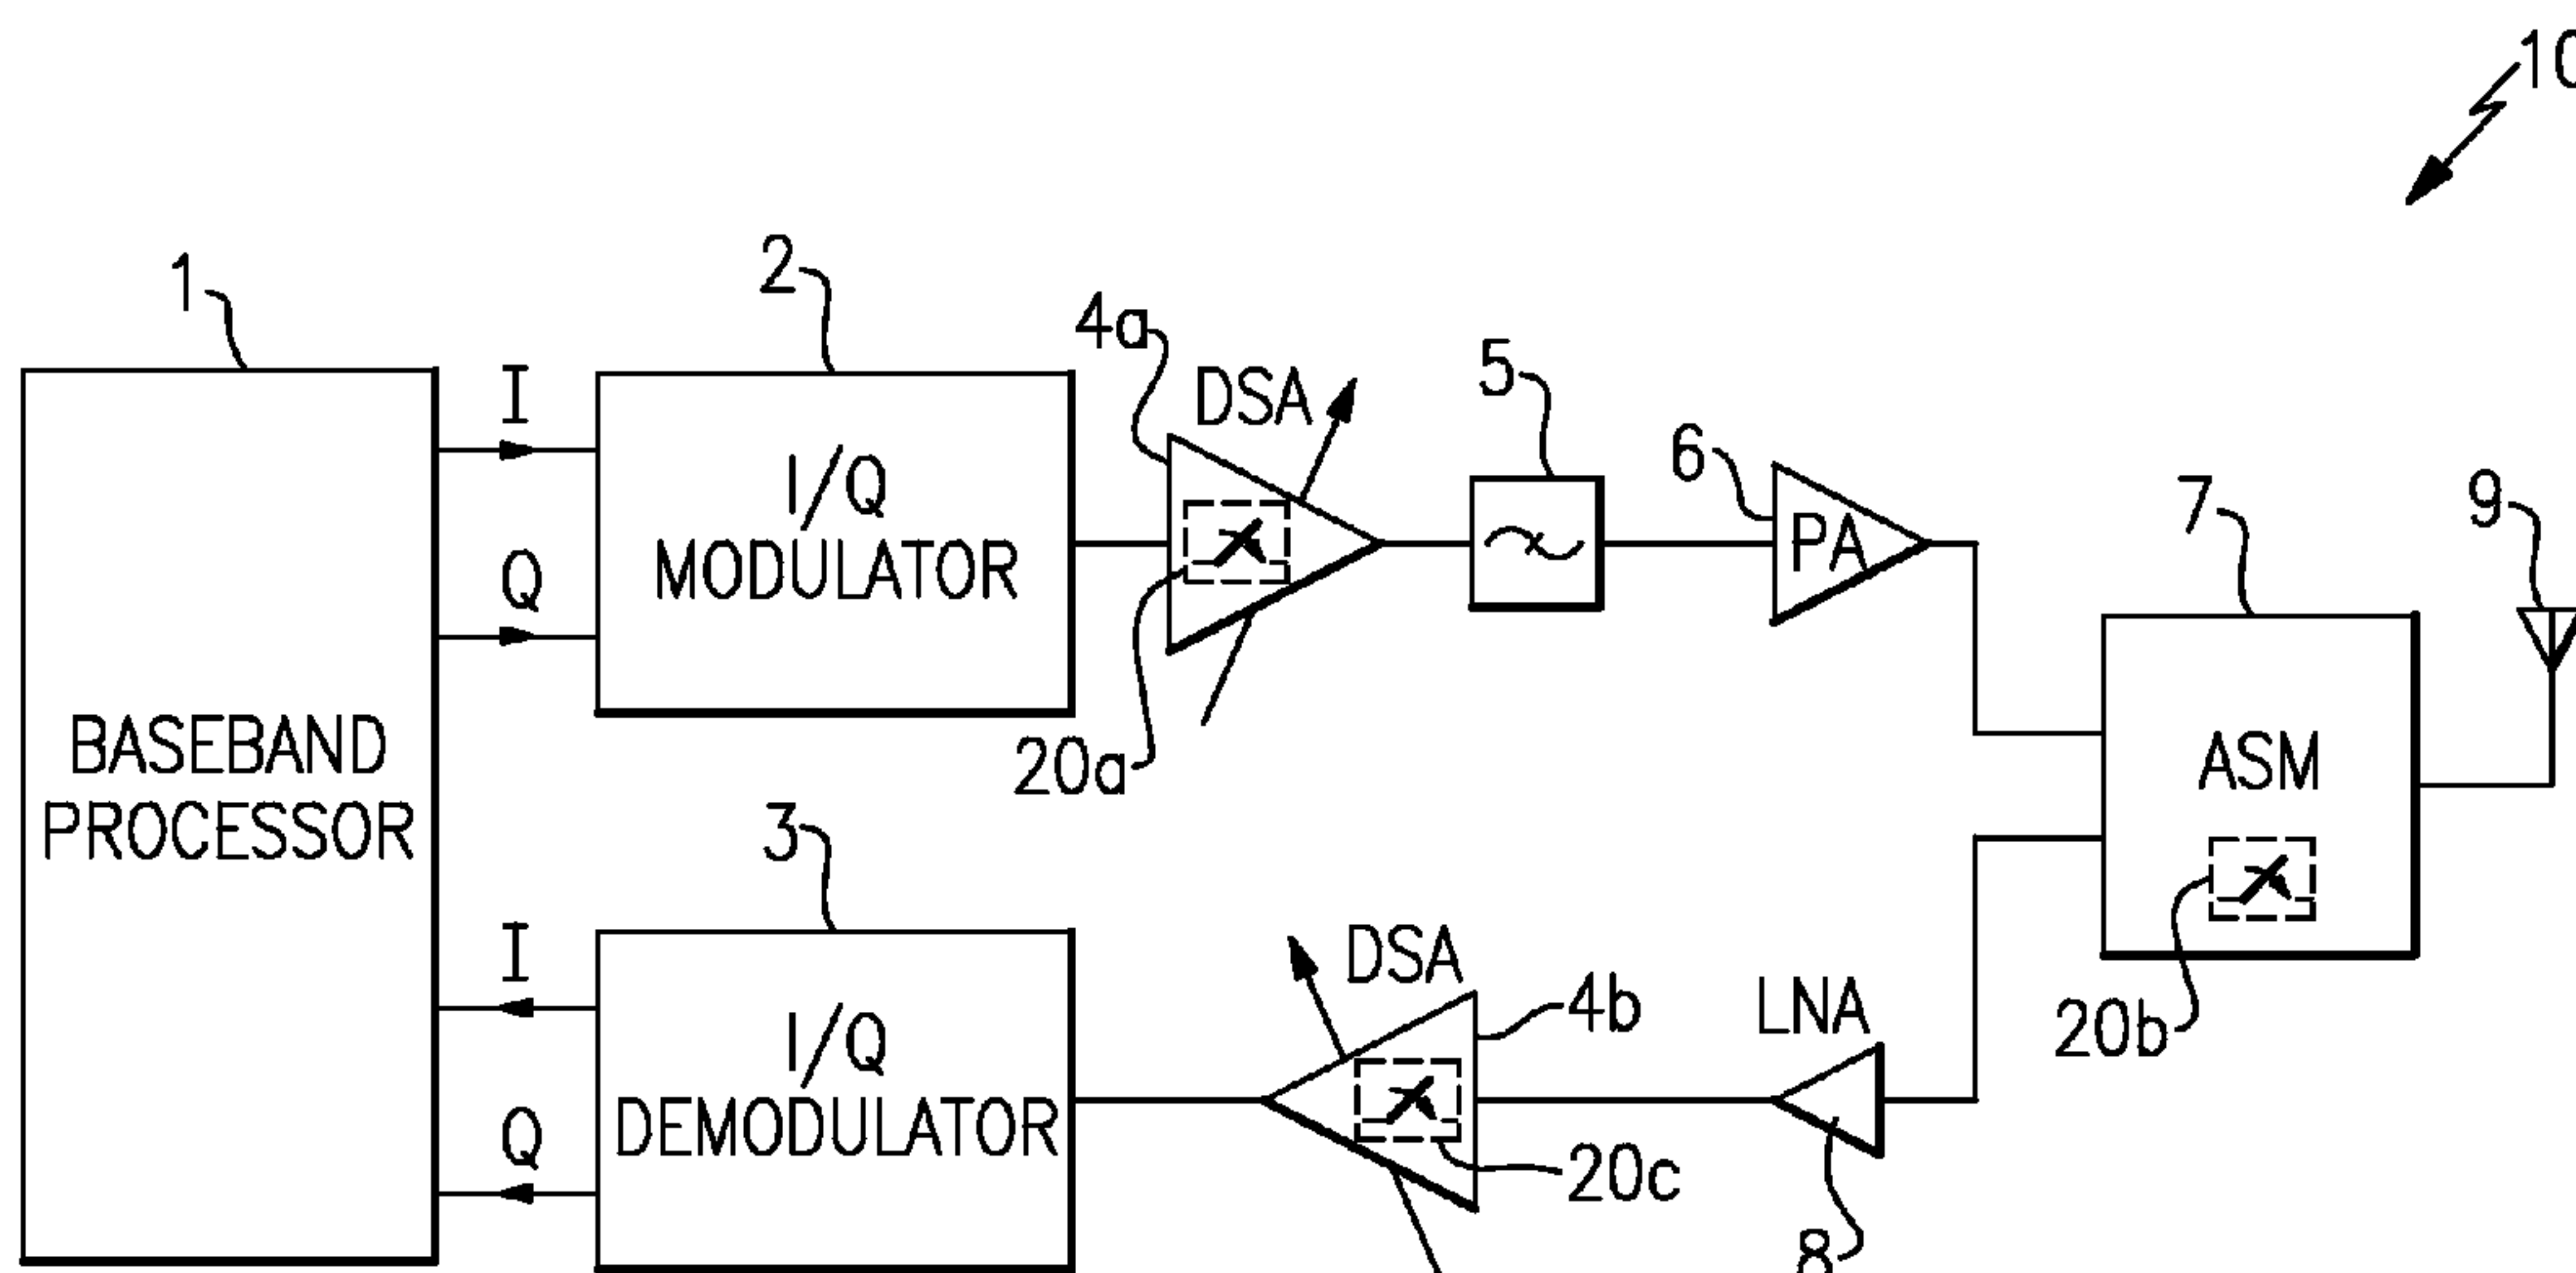 10
1
2
4a
DSA
5
6
7
9
I
Q
I/Q
MODULATOR
PA
20a
BASEBAND
PROCESSOR
ASM
20b
3
I
Q
I/Q
DEMODULATOR
DSA
4b
20c
LNA
8